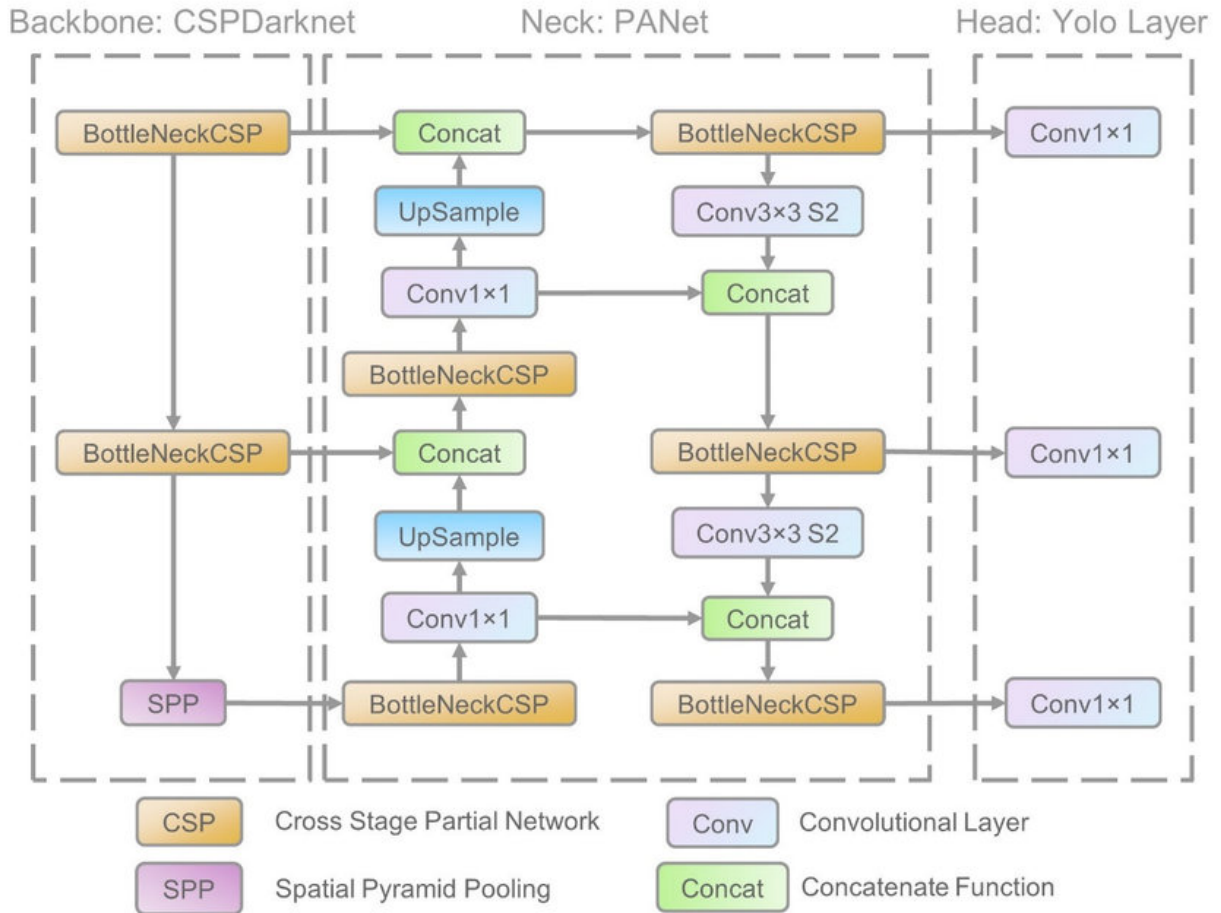 Backbone: CSPDarknet
Neck: PANet
Head: Yolo Layer
BottleNeckCSP
Concat
BottleNeckCSP
Conv1×1
UpSample
Conv3×3 S2
Conv1×1
Concat
BottleNeckCSP
BottleNeckCSP
Concat
BottleNeckCSP
Conv1×1
UpSample
Conv3×3 S2
Conv1×1
Concat
SPP
BottleNeckCSP
BottleNeckCSP
Conv1×1
CSP
Cross Stage Partial Network
Conv
Convolutional Layer
SPP
Spatial Pyramid Pooling
Concat
Concatenate Function